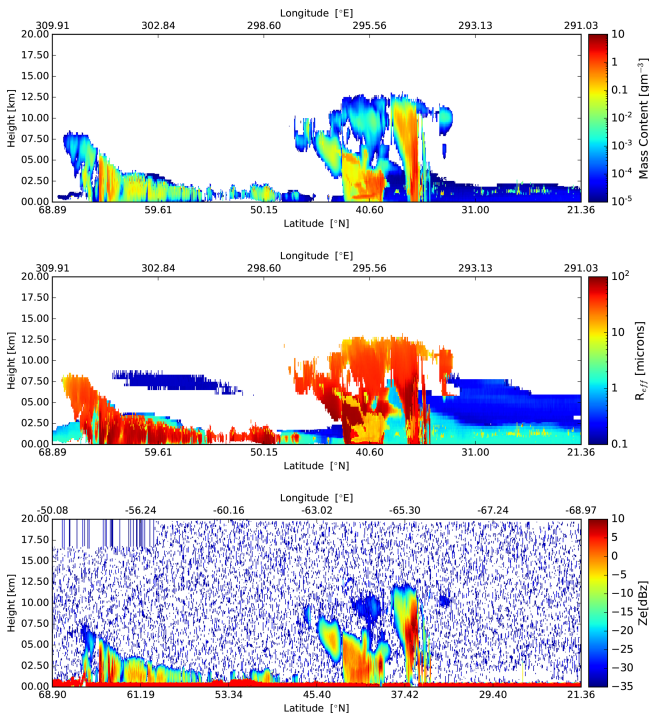 Longitude [°E]
309.91 302.84 298.60 295.56 293.13 291.03
20.00
17.50
15.00
12.50
10.00
07.50
05.00
02.50
00.00
Height [km]
68.89 59.61 50.15 40.60 31.00 21.36
Latitude [°N]
10
1
10⁻¹
10⁻²
10⁻³
10⁻⁴
10⁻⁵
Mass Content [gm⁻³]
Longitude [°E]
309.91 302.84 298.60 295.56 293.13 291.03
20.00
17.50
15.00
12.50
10.00
07.50
05.00
02.50
00.00
Height [km]
68.89 59.61 50.15 40.60 31.00 21.36
Latitude [°N]
10²
10
1
0.1
R_eff [microns]
Longitude [°E]
-50.08 -56.24 -60.16 -63.02 -65.30 -67.24 -68.97
20.00
17.50
15.00
12.50
10.00
07.50
05.00
02.50
00.00
Height [km]
68.90 61.19 53.34 45.40 37.42 29.40 21.36
Latitude [°N]
10
5
0
−5
−10
−15
−20
−25
−30
−35
Ze[dBz]